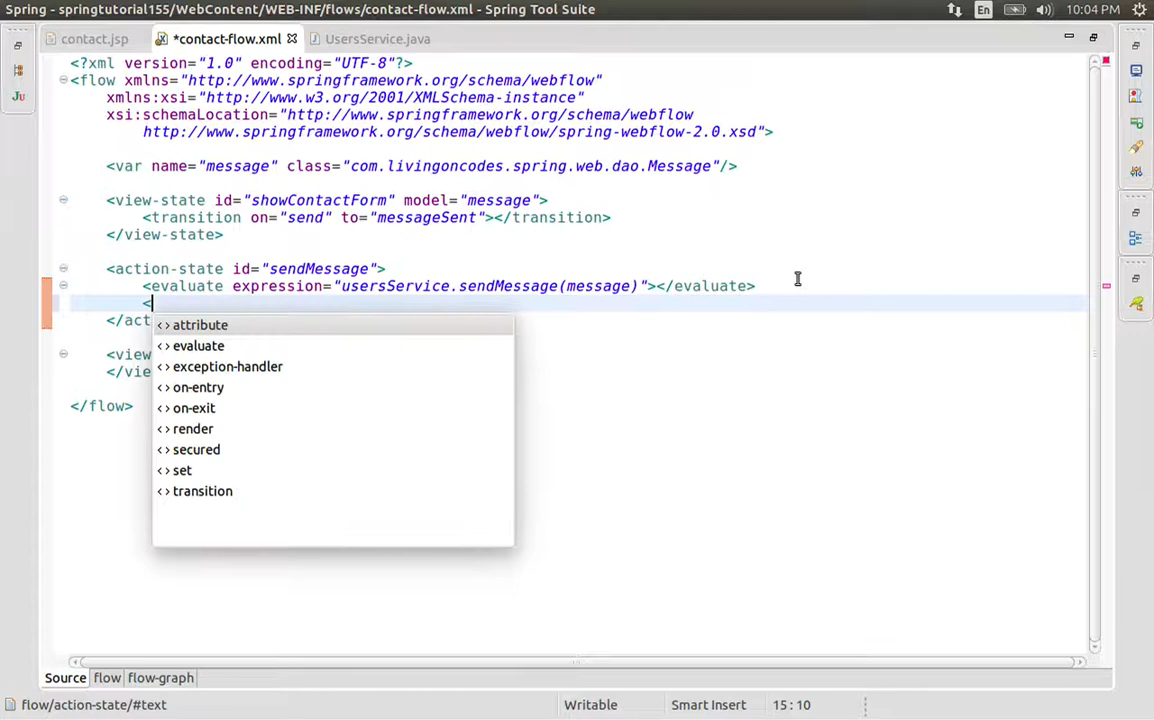 Spring - springtutorial155/WebContent/WEB-INF/flows/contact-flow.xml - Spring Tool Suite
En
10:04 PM
contact.jsp
*contact-flow.xml
UsersService.java
Ju
<?xml version="1.0" encoding="UTF-8"?>
<flow xmlns="http://www.springframework.org/schema/webflow"
xmlns:xsi="http://www.w3.org/2001/XMLSchema-instance"
xsi:schemaLocation="http://www.springframework.org/schema/webflow
http://www.springframework.org/schema/webflow/spring-webflow-2.0.xsd">
<var name="message" class="com.livingoncodes.spring.web.dao.Message"/>
<view-state id="showContactForm" model="message">
<transition on="send" to="messageSent"></transition>
</view-state>
<action-state id="sendMessage">
<evaluate expression="usersService.sendMessage(message)"></evaluate>
<
</act
<view
</vie
</flow>
<> attribute
<> evaluate
<> exception-handler
<> on-entry
<> on-exit
<> render
<> secured
<> set
<> transition
Source
flow
flow-graph
flow/action-state/#text
Writable
Smart Insert
15 : 10